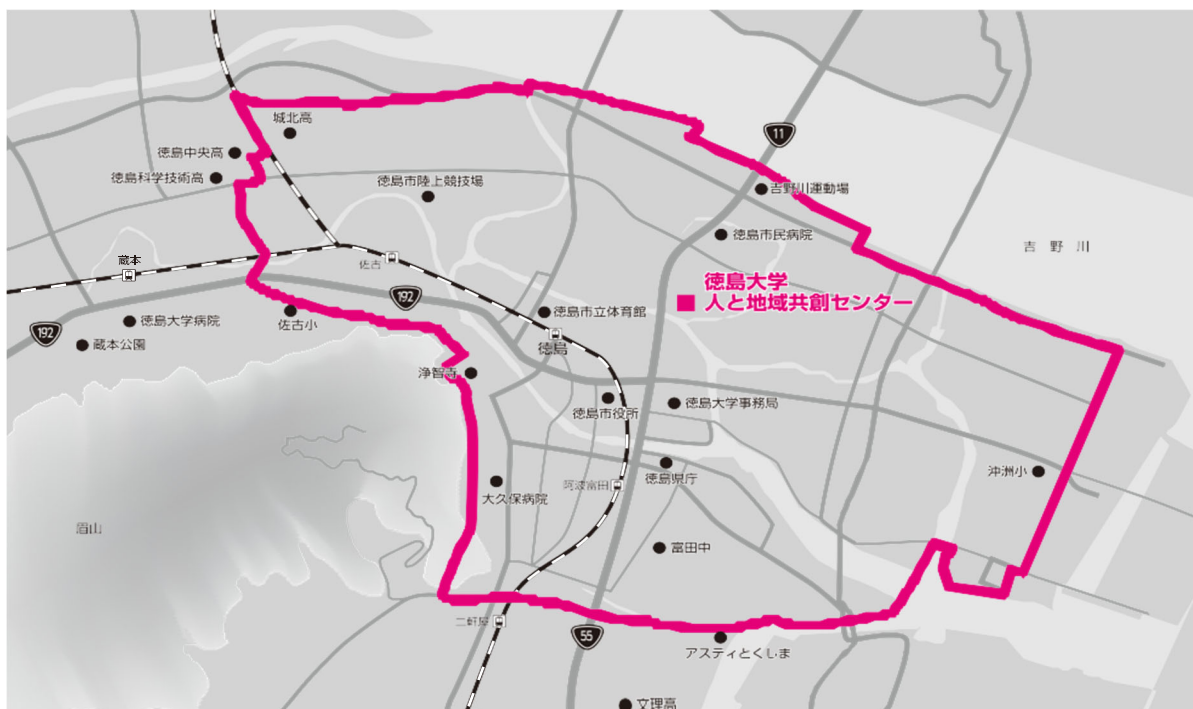 城北高
11
徳島中央高
徳島科学技術高
徳島市陸上競技場
吉野川運動場
徳島市民病院
吉野川
蔵本
佐古
徳島大学
人と地域共創センター
192
徳島市立体育館
佐古小
徳島大学病院
192
蔵本公園
徳島
浄智寺
徳島市役所
徳島大学事務局
沖洲小
徳島県庁
大久保病院
阿波富田
眉山
富田中
二軒屋
55
アスティとくしま
文理高